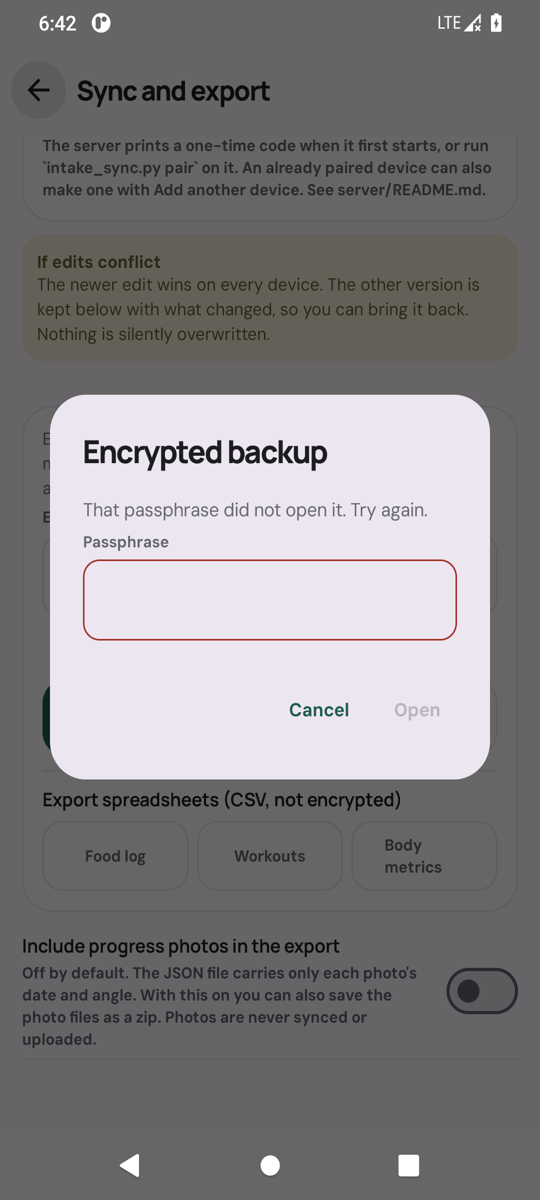 6:42
LTE
Sync and export
The server prints a one-time code when it first starts, or run
`intake_sync.py pair` on it. An already paired device can also
make one with Add another device. See server/README.md.
If edits conflict
The newer edit wins on every device. The other version is
kept below with what changed, so you can bring it back.
Nothing is silently overwritten.
Encrypted backup
That passphrase did not open it. Try again.
Passphrase
Cancel
Open
Export spreadsheets (CSV, not encrypted)
Food log
Workouts
Body
metrics
Include progress photos in the export
Off by default. The JSON file carries only each photo's
date and angle. With this on you can also save the
photo files as a zip. Photos are never synced or
uploaded.